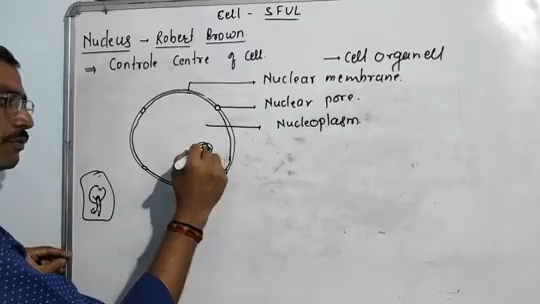 Cell - SFUL
Nucleus → Robert Brown.
⇒ Controle Centre of Cell. → Cell organell
Nuclear membrane.
Nuclear pore.
Nucleoplasm